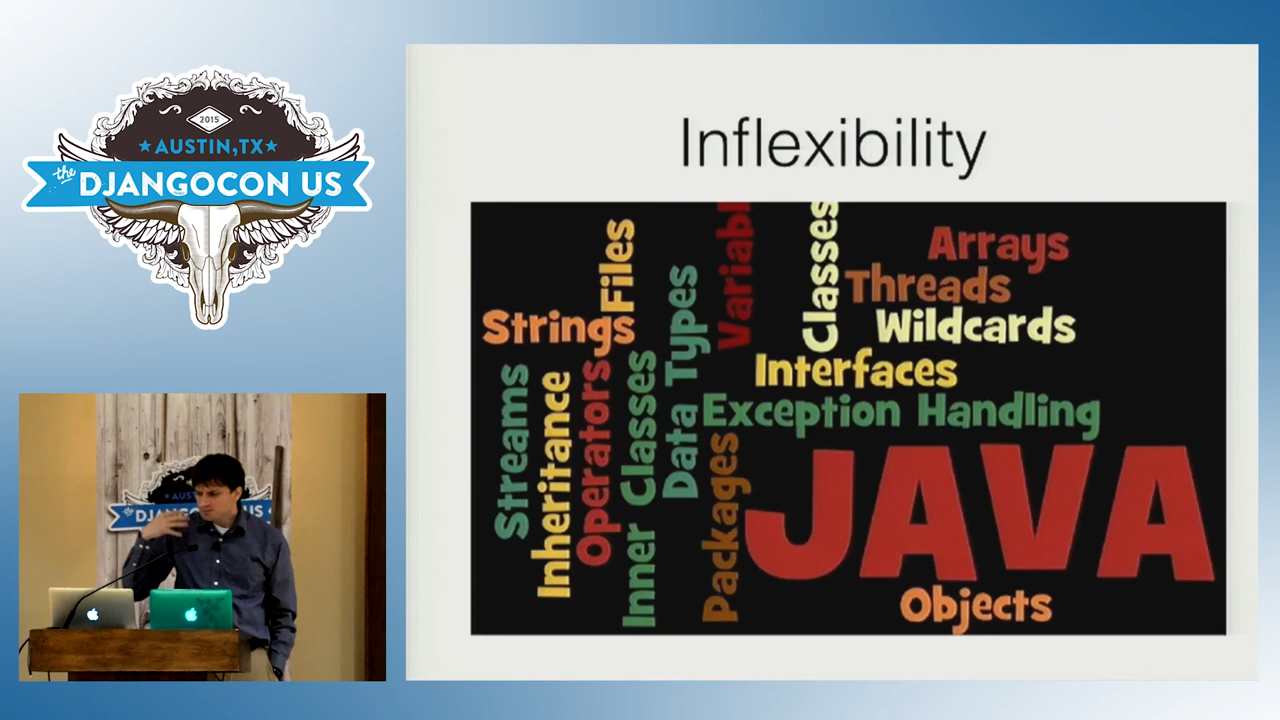 2015
AUSTIN,TX
the
DJANGOCON US
Inflexibility
Files
Strings
Streams
Inheritance
Operators
Inner Classes
Data Types
Variabl
Classes
Arrays
Threads
Wildcards
Interfaces
Exception Handling
Packages
JAVA
Objects